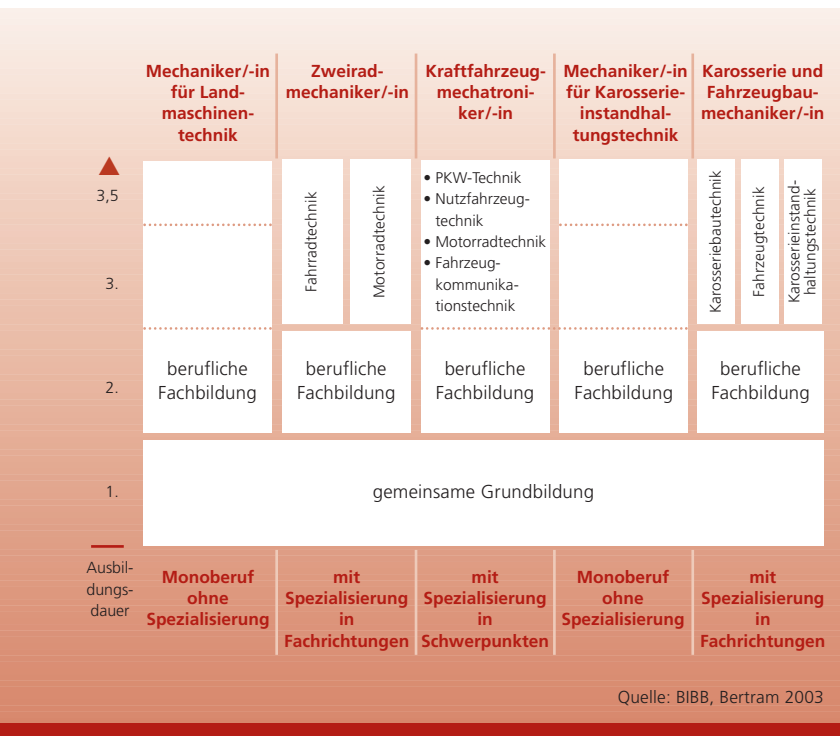 Mechaniker/-in
für Land-
maschinen-
technik
Zweirad-
mechaniker/-in
Kraftfahrzeug-
mechatroni-
ker/-in
Mechaniker/-in
für Karosserie-
instandhal-
tungstechnik
Karosserie und
Fahrzeugbau-
mechaniker/-in
3,5
3.
2.
1.
Ausbil-
dungs-
dauer
Fahrradtechnik
Motorradtechnik
• PKW-Technik
• Nutzfahrzeug-
technik
• Motorradtechnik
• Fahrzeug-
kommunika-
tionstechnik
Karosseriebautechnik
Fahrzeugtechnik
Karosserieinstand-
haltungstechnik
berufliche
Fachbildung
berufliche
Fachbildung
berufliche
Fachbildung
berufliche
Fachbildung
berufliche
Fachbildung
gemeinsame Grundbildung
Monoberuf
ohne
Spezialisierung
mit
Spezialisierung
in
Fachrichtungen
mit
Spezialisierung
in
Schwerpunkten
Monoberuf
ohne
Spezialisierung
mit
Spezialisierung
in
Fachrichtungen
Quelle: BIBB, Bertram 2003